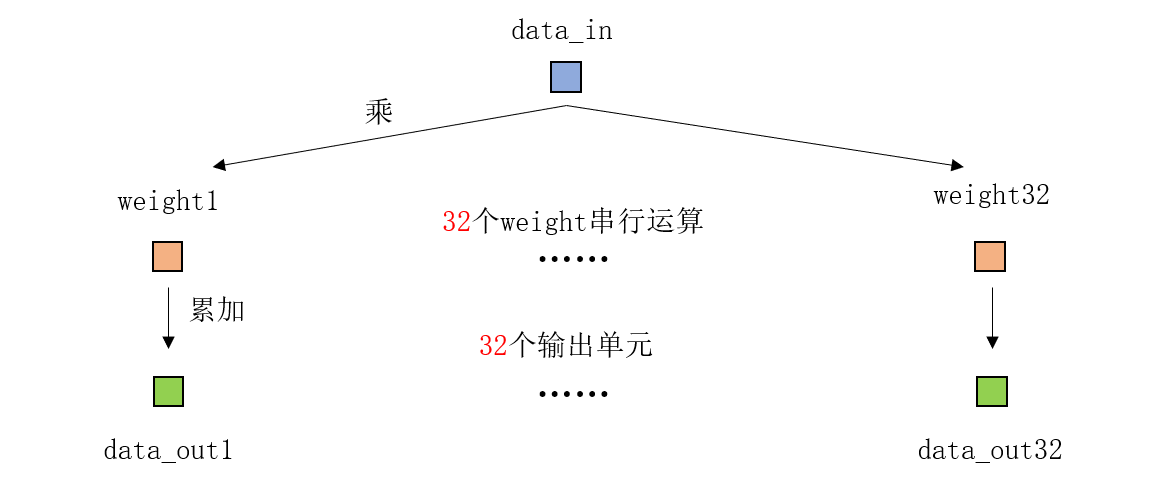 data_in
乘
weight1
weight32
32个weight串行运算
......
累加
32个输出单元
......
data_out1
data_out32